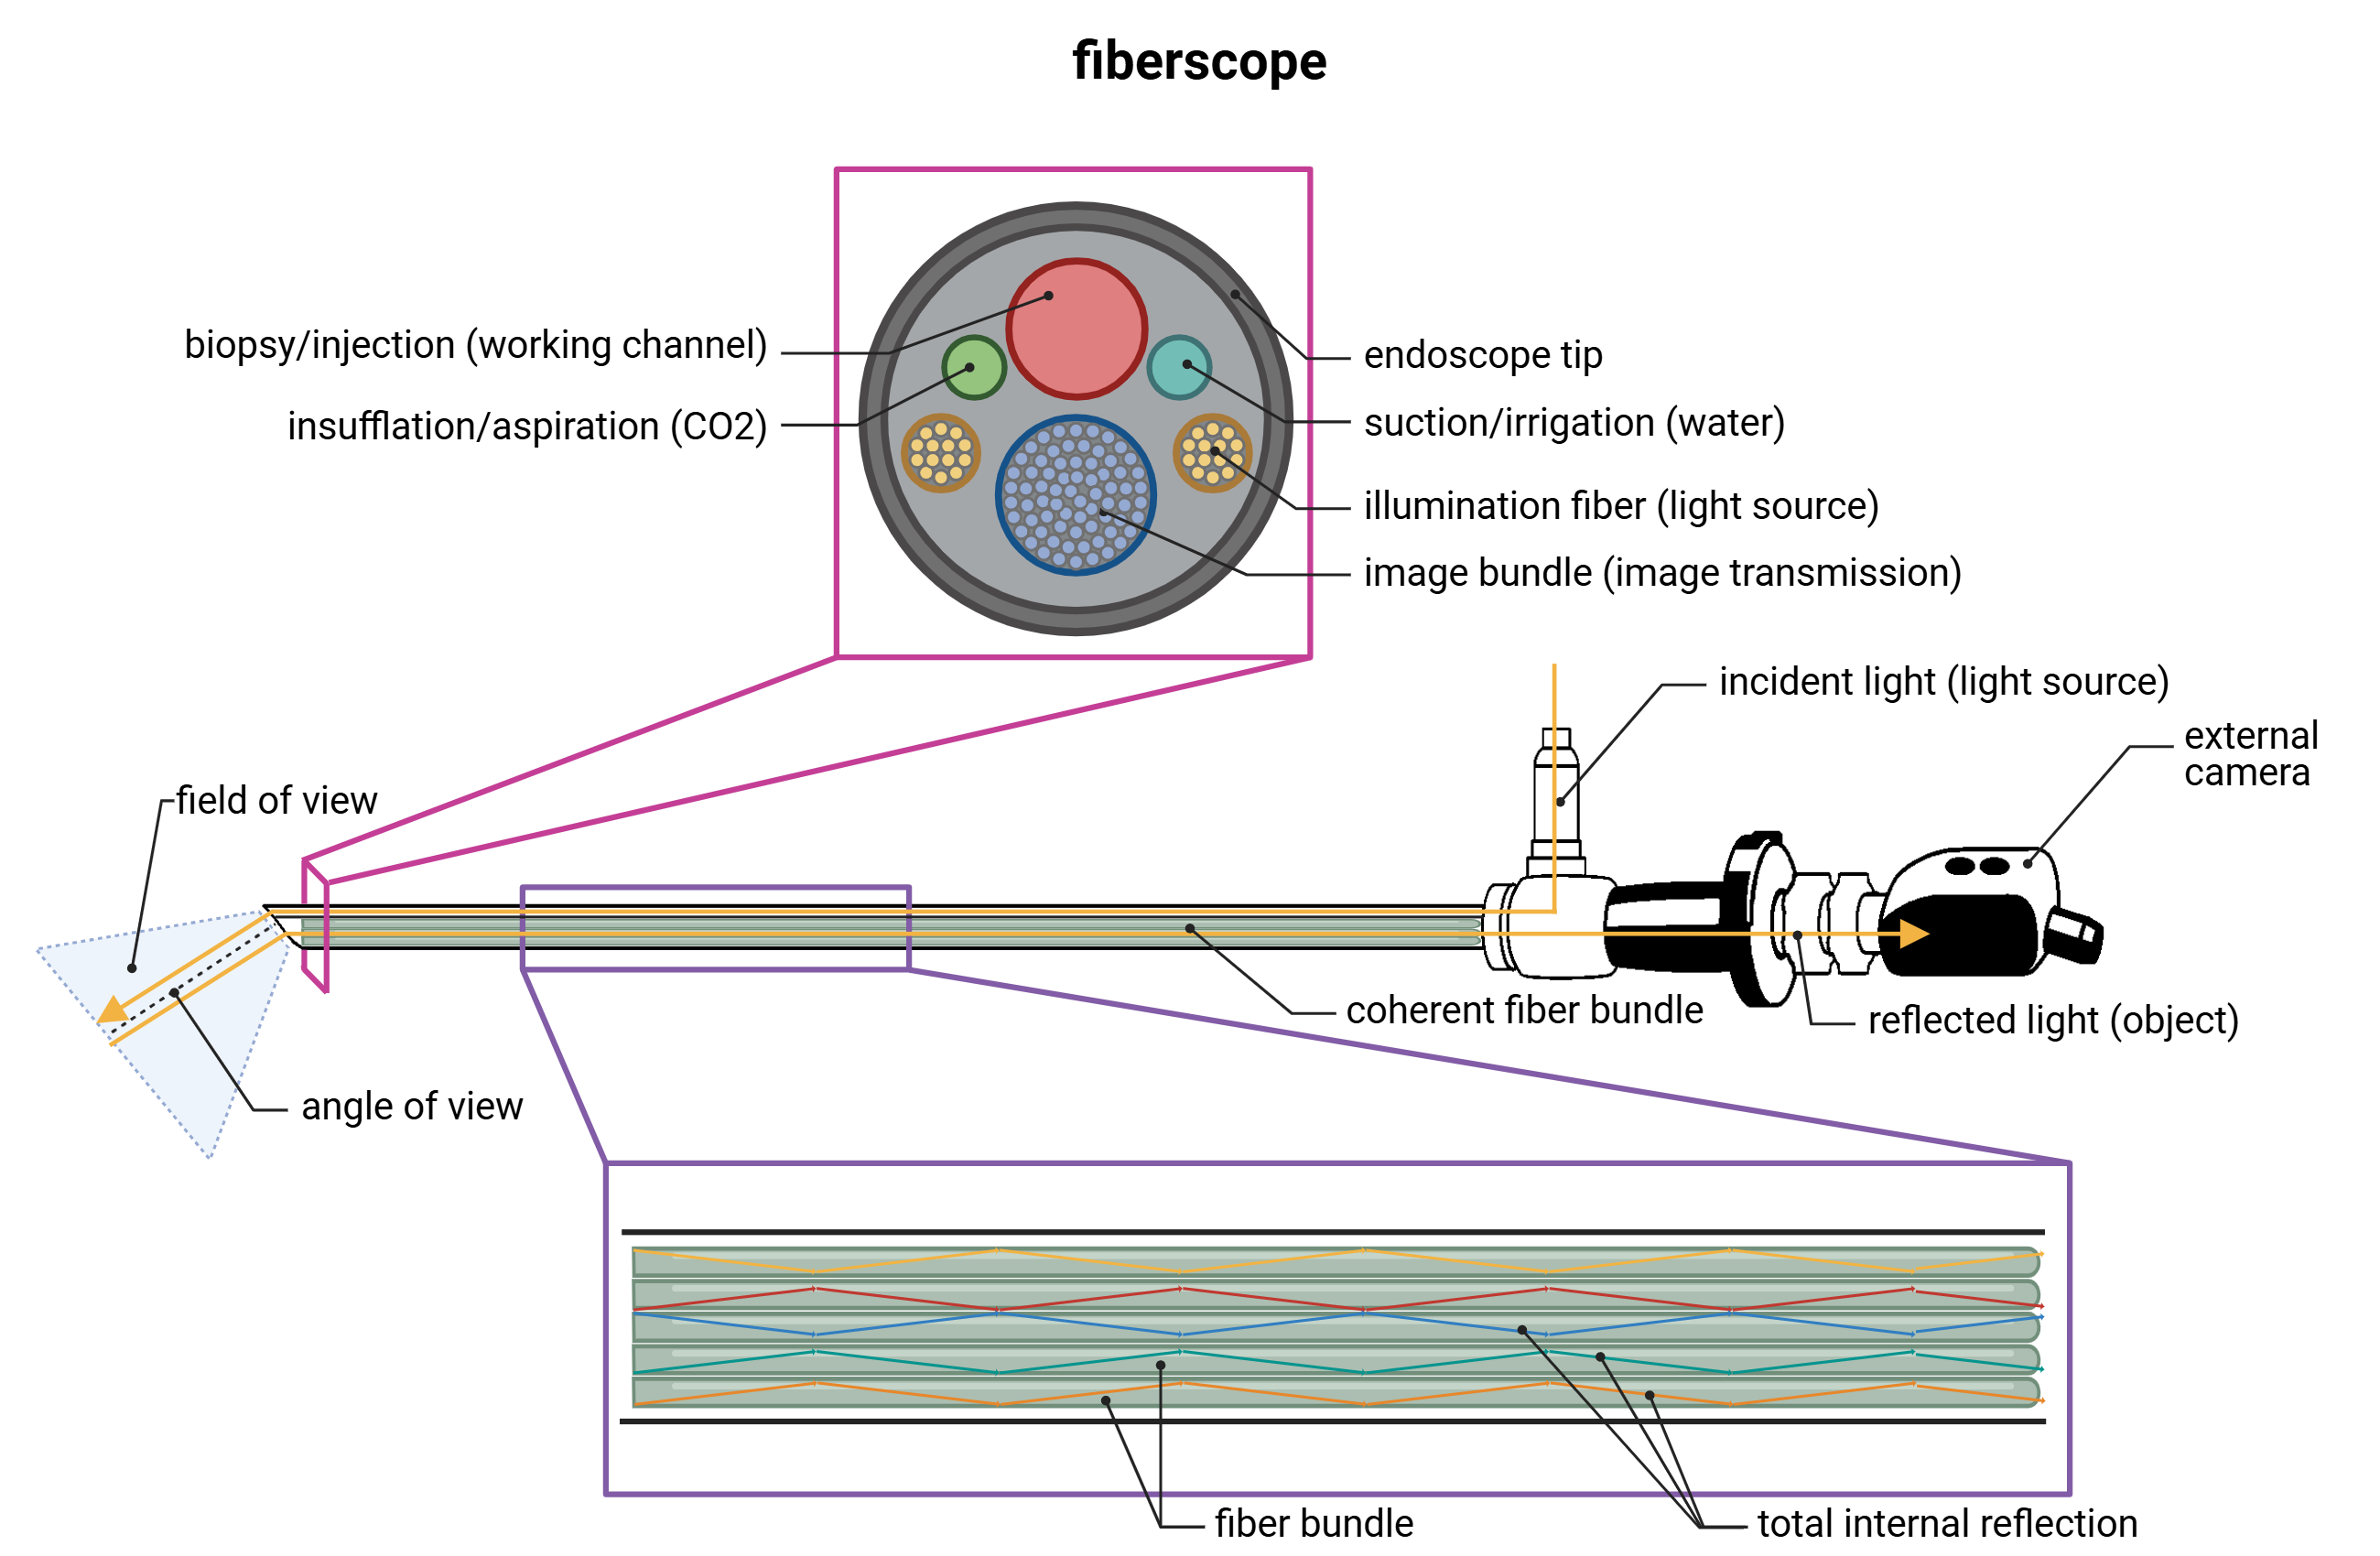 fiberscope
biopsy/injection (working channel)
insufflation/aspiration (CO2)
endoscope tip
suction/irrigation (water)
illumination fiber (light source)
image bundle (image transmission)
incident light (light source)
external
camera
field of view
coherent fiber bundle
reflected light (object)
angle of view
fiber bundle
total internal reflection